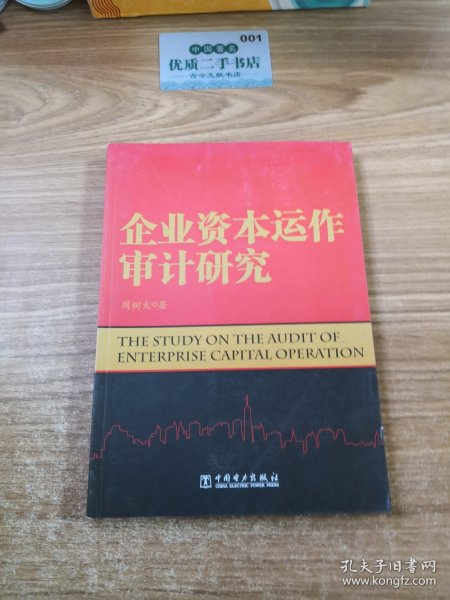 001
中国著名
优质二手书店
古今文献书店
企业资本运作
审计研究
周树大◎著
THE STUDY ON THE AUDIT OF
ENTERPRISE CAPITAL OPERATION
中国电力出版社
CHINA ELECTRIC POWER PRESS
孔夫子旧书网
www.kongfz.com